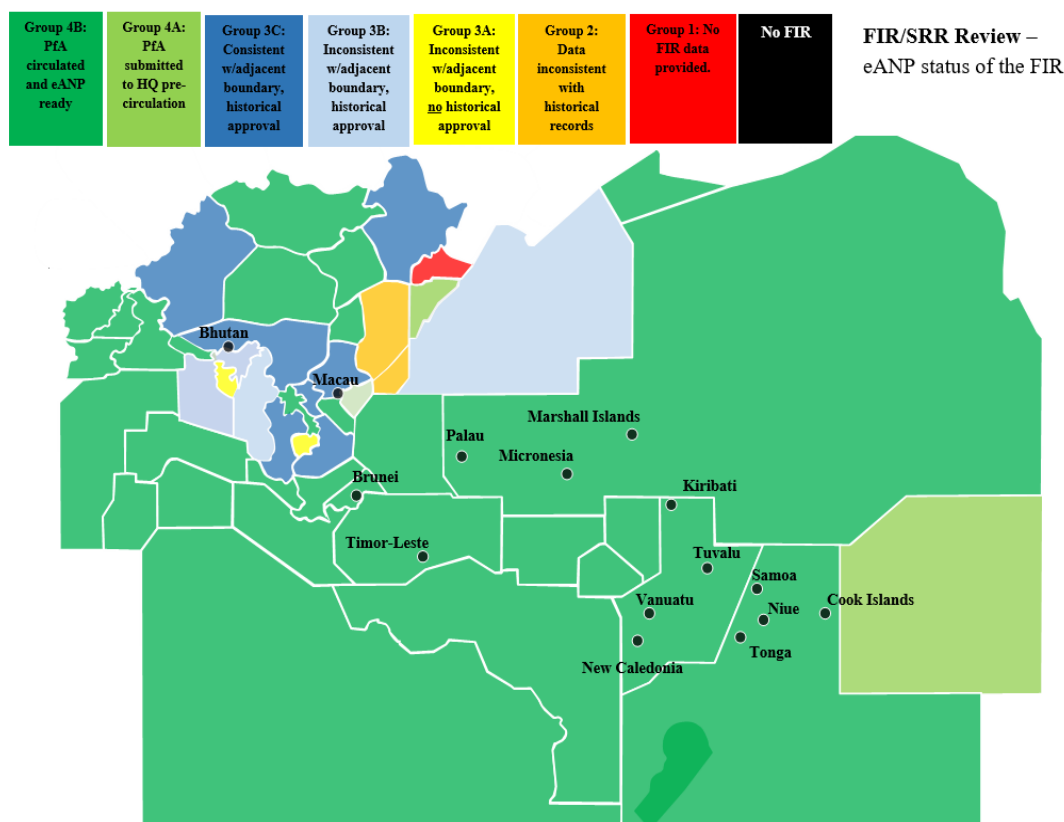 Group 4B:
PfA
circulated
and eANP
ready
Group 4A:
PfA
submitted
to HQ pre-
circulation
Group 3C:
Consistent
w/adjacent
boundary,
historical
approval
Group 3B:
Inconsistent
w/adjacent
boundary,
historical
approval
Group 3A:
Inconsistent
w/adjacent
boundary,
no historical
approval
Group 2:
Data
inconsistent
with
historical
records
Group 1: No
FIR data
provided.
No FIR
FIR/SRR Review –
eANP status of the FIR
Bhutan
Macau
Marshall Islands
Palau
Micronesia
Brunei
Kiribati
Timor-Leste
Tuvalu
Samoa
Vanuatu
Niue
Cook Islands
New Caledonia
Tonga